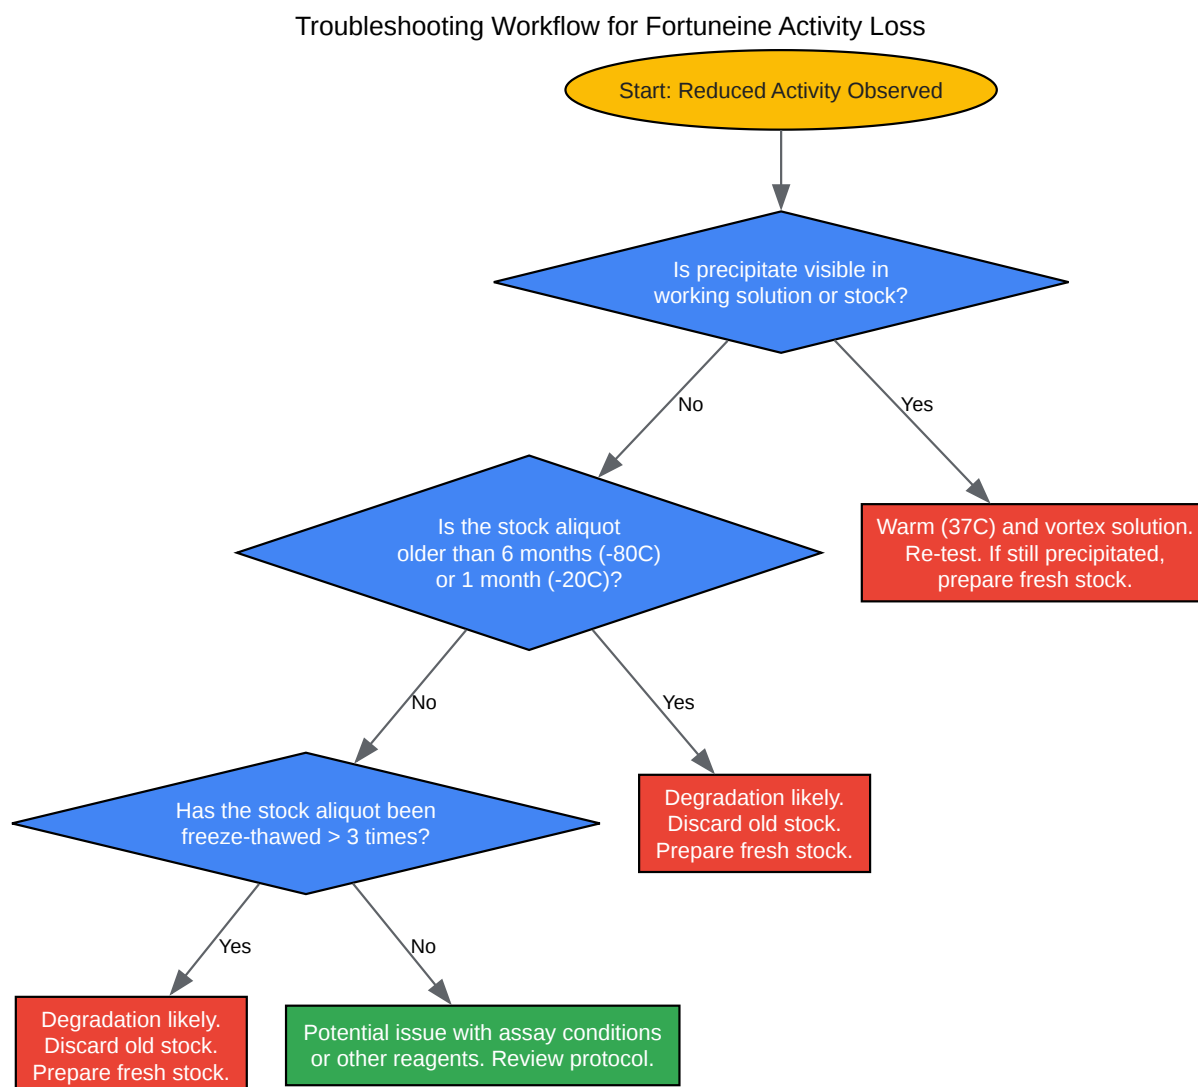 Troubleshooting Workflow for Fortuneine Activity Loss
Start: Reduced Activity Observed
Is precipitate visible in
working solution or stock?
No
Yes
Is the stock aliquot
older than 6 months (-80C)
or 1 month (-20C)?
Warm (37C) and vortex solution.
Re-test. If still precipitated,
prepare fresh stock.
No
Yes
Has the stock aliquot been
freeze-thawed > 3 times?
Degradation likely.
Discard old stock.
Prepare fresh stock.
Yes
No
Degradation likely.
Discard old stock.
Prepare fresh stock.
Potential issue with assay conditions
or other reagents. Review protocol.